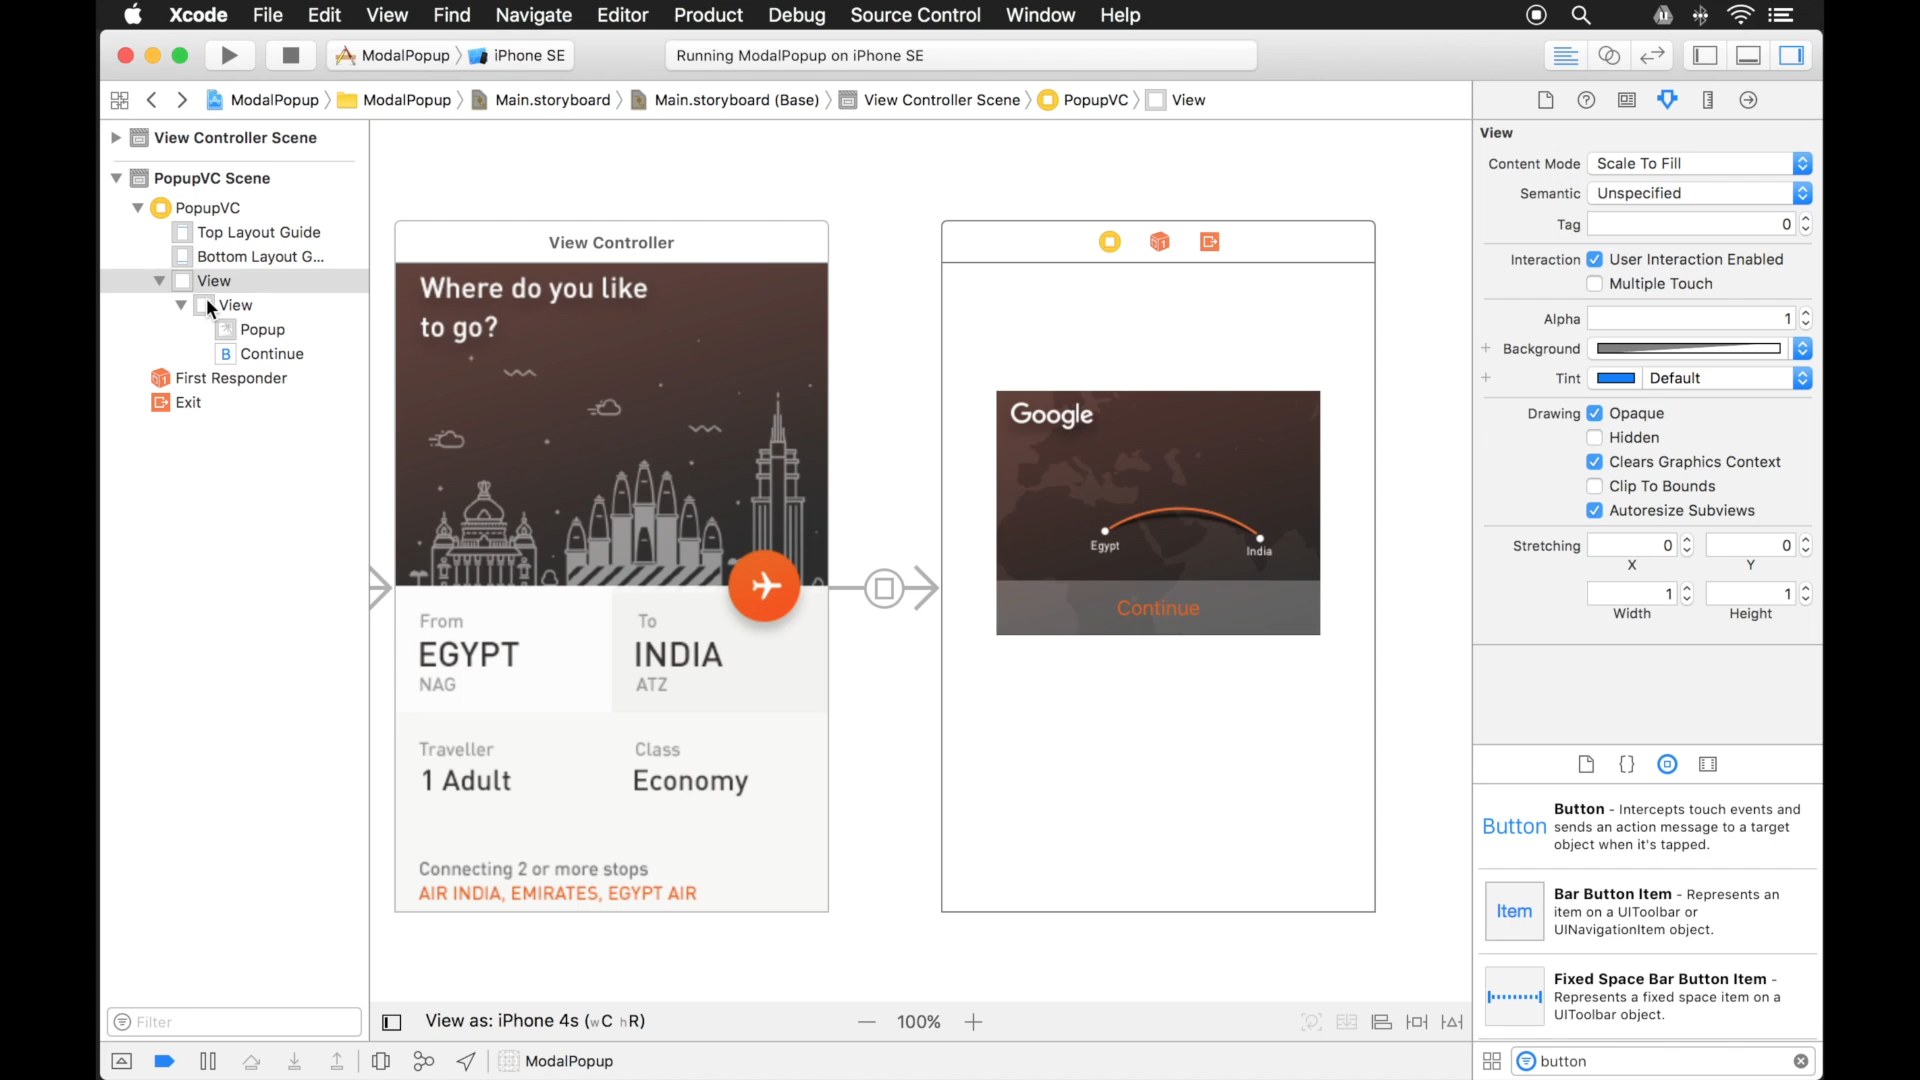 Xcode File Edit View Find Navigate Editor Product Debug Source Control Window Help
ModalPopup iPhone SE
Running ModalPopup on iPhone SE
ModalPopup ModalPopup Main.storyboard Main.storyboard (Base) View Controller Scene PopupVC View
View Controller Scene
PopupVC Scene
PopupVC
Top Layout Guide
Bottom Layout G...
View
View
Popup
B Continue
First Responder
Exit
Filter
View Controller
Where do you like
to go?
From
EGYPT
NAG
To
INDIA
ATZ
Traveller
1 Adult
Class
Economy
Connecting 2 or more stops
AIR INDIA, EMIRATES, EGYPT AIR
Google
Egypt
India
Continue
View as: iPhone 4s (wC hR)
100%
ModalPopup
View
Content Mode Scale To Fill
Semantic Unspecified
Tag 0
Interaction User Interaction Enabled
Multiple Touch
Alpha 1
Background
Tint Default
Drawing Opaque
Hidden
Clears Graphics Context
Clip To Bounds
Autoresize Subviews
Stretching 0 0
X Y
1 1
Width Height
Button
Button - Intercepts touch events and
sends an action message to a target
object when it's tapped.
Item
Bar Button Item - Represents an
item on a UIToolbar or
UINavigationItem object.
Fixed Space Bar Button Item -
Represents a fixed space item on a
UIToolbar object.
button